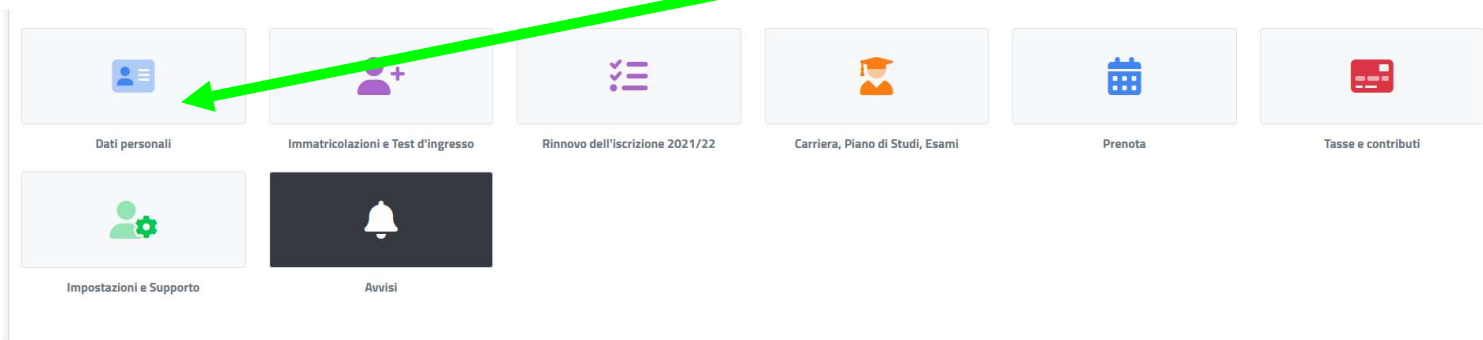 Dati personali
Immatricolazioni e Test d'ingresso
Rinnovo dell'iscrizione 2021/22
Carriera, Piano di Studi, Esami
Prenota
Tasse e contributi
Impostazioni e Supporto
Avvisi